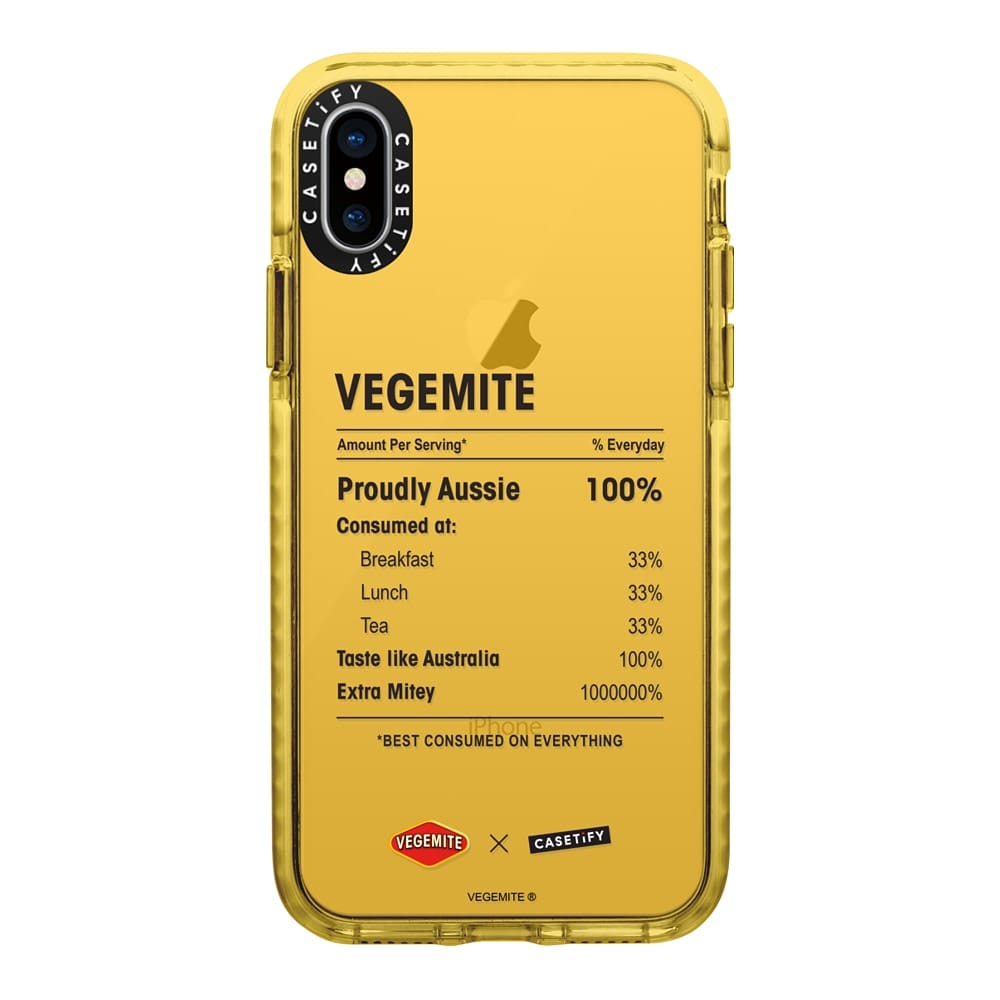 CASETiFY CASETiFY
VEGEMITE
Amount Per Serving* % Everyday
Proudly Aussie 100%
Consumed at:
Breakfast 33%
Lunch 33%
Tea 33%
Taste like Australia 100%
Extra Mitey 1000000%
iPhone
*BEST CONSUMED ON EVERYTHING
VEGEMITE X CASETiFY
VEGEMITE ®